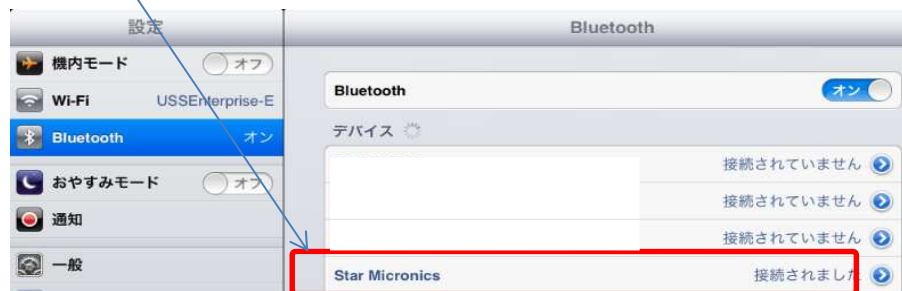 設定
機内モード オフ
Wi-Fi USSEnterprise-E
Bluetooth オン
おやすみモード オフ
通知
一般
Bluetooth
Bluetooth オン
デバイス
接続されていません
接続されていません
接続されていません
Star Micronics 接続されました